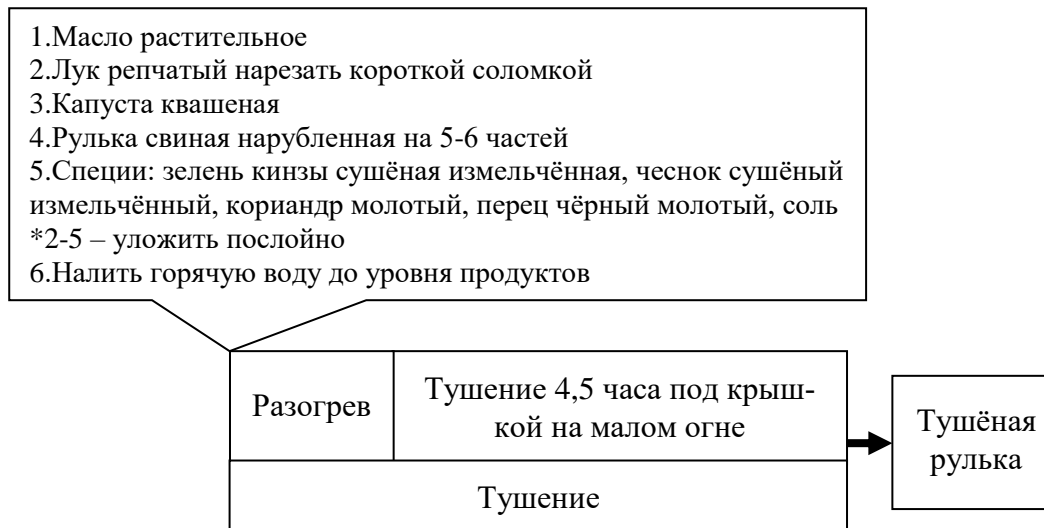 1.Масло растительное
2.Лук репчатый нарезать короткой соломкой
3.Капуста квашеная
4.Рулька свиная нарубленная на 5-6 частей
5.Специи: зелень кинзы сушёная измельчённая, чеснок сушёный
измельчённый, кориандр молотый, перец чёрный молотый, соль
*2-5 – уложить послойно
6.Налить горячую воду до уровня продуктов
Разогрев
Тушение 4,5 часа под крыш-
кой на малом огне
Тушение
Тушёная
рулька